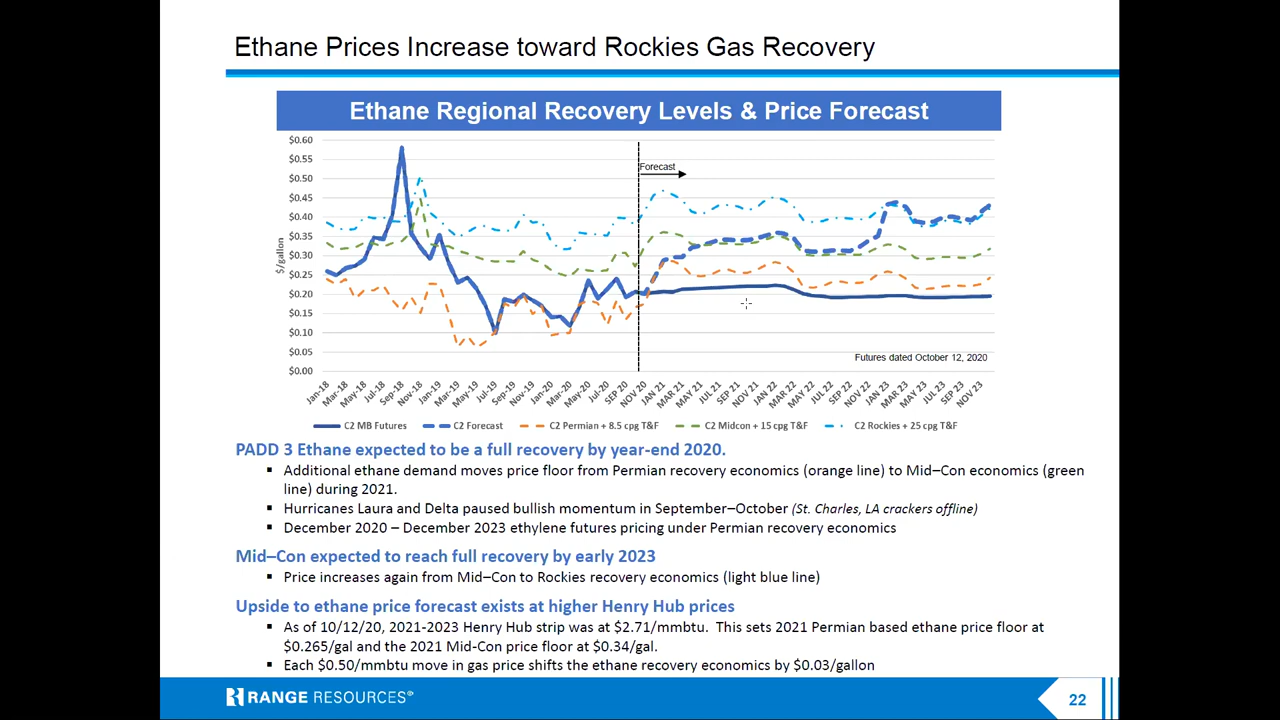 Ethane Prices Increase toward Rockies Gas Recovery
Ethane Regional Recovery Levels & Price Forecast
$0.60
$0.55
$0.50
$0.45
$0.40
$0.35
$0.30
$0.25
$0.20
$0.15
$0.10
$0.05
$0.00
$/gallon
Forecast
Futures dated October 12, 2020
Jan-18
Mar-18
May-18
Jul-18
Sep-18
Nov-18
Jan-19
Mar-19
May-19
Jul-19
Sep-19
Nov-19
Jan-20
Mar-20
May-20
Jul-20
SEP 20
NOV 20
JAN 21
MAR 21
MAY 21
JUL 21
SEP 21
NOV 21
JAN 22
MAR 22
MAY 22
JUL 22
SEP 22
NOV 22
JAN 23
MAR 23
MAY 23
JUL 23
SEP 23
NOV 23
C2 MB Futures
C2 Forecast
C2 Permian + 8.5 cpg T&F
C2 Midcon + 15 cpg T&F
C2 Rockies + 25 cpg T&F
PADD 3 Ethane expected to be a full recovery by year-end 2020.
▪ Additional ethane demand moves price floor from Permian recovery economics (orange line) to Mid–Con economics (green
line) during 2021.
▪ Hurricanes Laura and Delta paused bullish momentum in September–October (St. Charles, LA crackers offline)
▪ December 2020 – December 2023 ethylene futures pricing under Permian recovery economics
Mid–Con expected to reach full recovery by early 2023
▪ Price increases again from Mid–Con to Rockies recovery economics (light blue line)
Upside to ethane price forecast exists at higher Henry Hub prices
▪ As of 10/12/20, 2021-2023 Henry Hub strip was at $2.71/mmbtu. This sets 2021 Permian based ethane price floor at
$0.265/gal and the 2021 Mid-Con price floor at $0.34/gal.
▪ Each $0.50/mmbtu move in gas price shifts the ethane recovery economics by $0.03/gallon
RANGE RESOURCES®
22